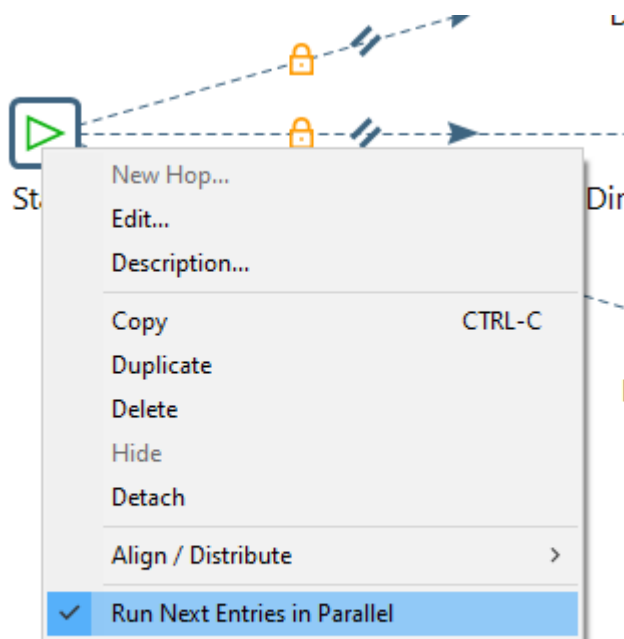 New Hop...
Edit...
Description...
Copy CTRL-C
Duplicate
Delete
Hide
Detach
Align / Distribute
Run Next Entries in Parallel